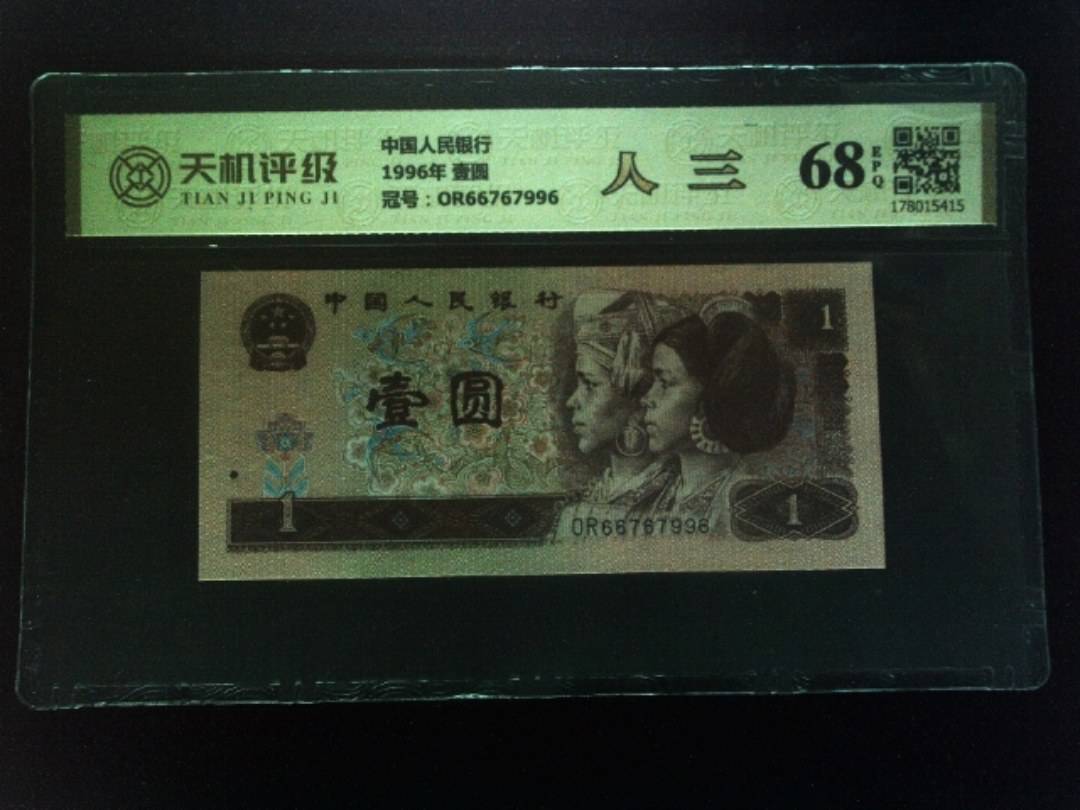 天机评级
TIAN JI PING JI
中国人民银行
1996年 壹圆
冠号：OR66767996
人三
68
EPQ
178015415
中国人民银行
1
壹圆
1
OR66767996
1